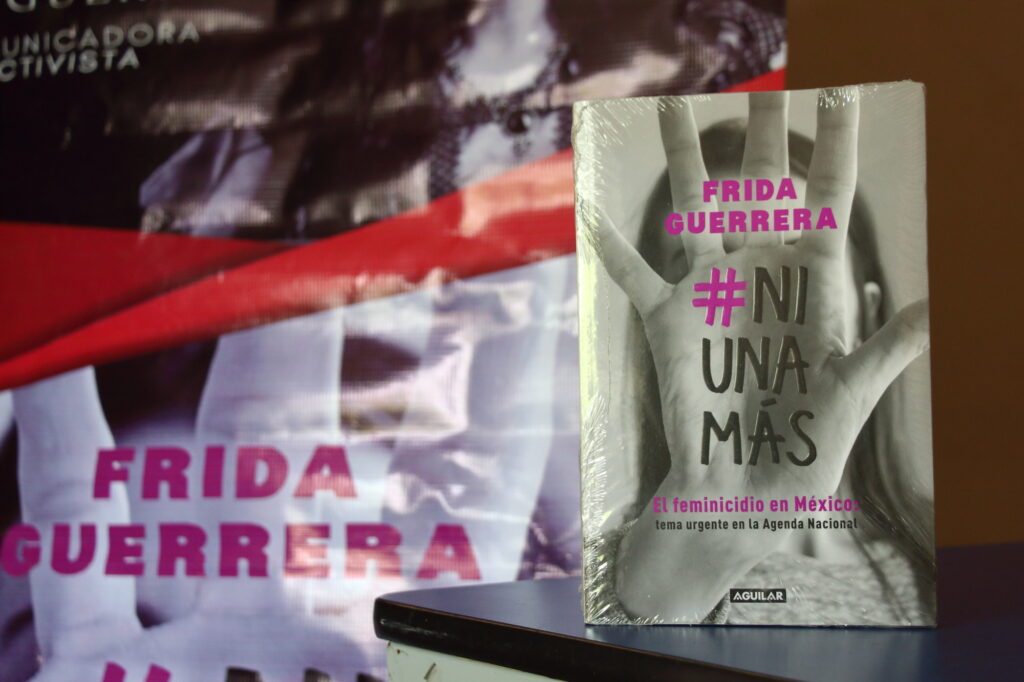 UNICADORA
CTIVISTA
FRIDA
GUERRERA
FRIDA
GUERRERA
#NI
UNA
MÁS
El feminicidio en México:
tema urgente en la Agenda Nacional
AGUILAR